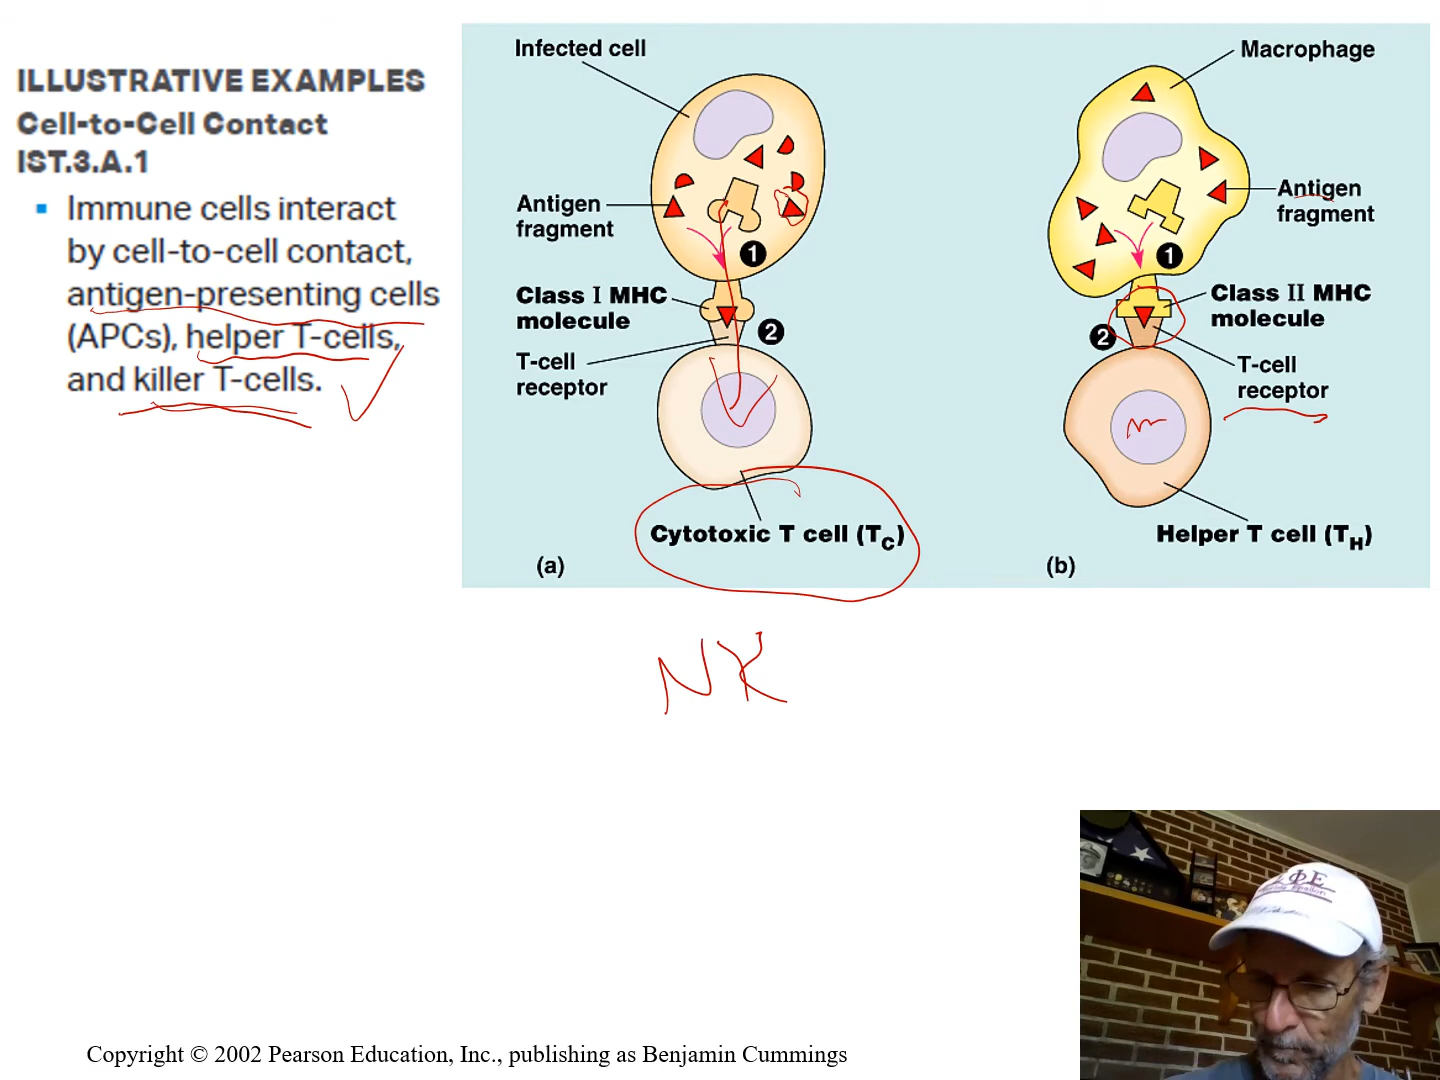 ILLUSTRATIVE EXAMPLES
Cell-to-Cell Contact
IST.3.A.1
▪ Immune cells interact
by cell-to-cell contact,
antigen-presenting cells
(APCs), helper T-cells,
and killer T-cells.
Infected cell
Antigen
fragment
1
Class I MHC
molecule
2
T-cell
receptor
Cytotoxic T cell (TC)
(a)
Macrophage
Antigen
fragment
1
Class II MHC
molecule
2
T-cell
receptor
Helper T cell (TH)
(b)
NK
ΦE
Copyright © 2002 Pearson Education, Inc., publishing as Benjamin Cummings